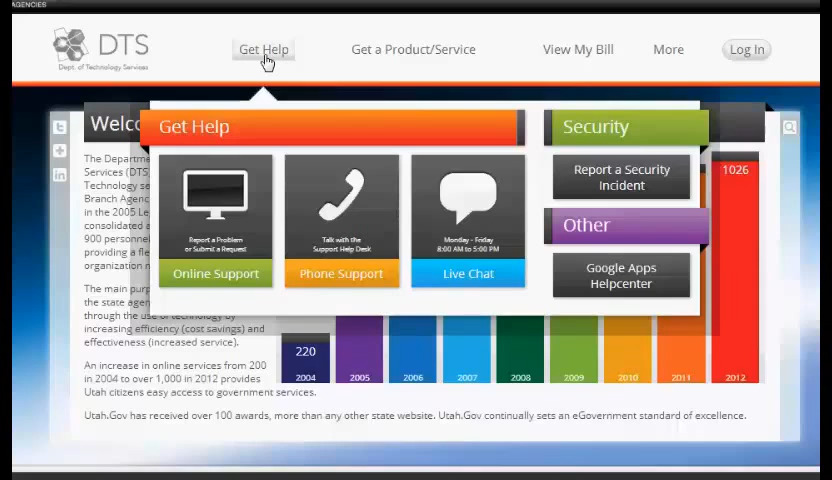 AGENCIES
DTS
Dept. of Technology Services
Get Help
Get a Product/Service
View My Bill
More
Log In
Welc
Get Help
Report a Problem
or Submit a Request
Online Support
Talk with the
Support Help Desk
Phone Support
Monday - Friday
8:00 AM to 5:00 PM
Live Chat
Security
Report a Security
Incident
Other
Google Apps
Helpcenter
The Departme
Services (DTS)
Technology se
Branch Agenc
in the 2005 Le
consolidated a
900 personnel
providing a fle
organization
The main purp
the state agen
through the use of technology by
increasing efficiency (cost savings) and
effectiveness (increased service).
An increase in online services from 200
in 2004 to over 1,000 in 2012 provides
Utah citizens easy access to government services.
1026
220
2004 2005 2006 2007 2008 2009 2010 2011 2012
Utah.Gov has received over 100 awards, more than any other state website. Utah.Gov continually sets an eGovernment standard of excellence.